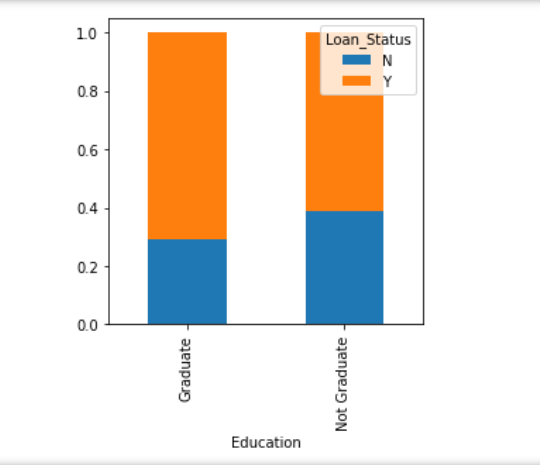 1.0
0.8
0.6
0.4
0.2
0.0
Loan_Status
N
Y
Graduate
Not Graduate
Education